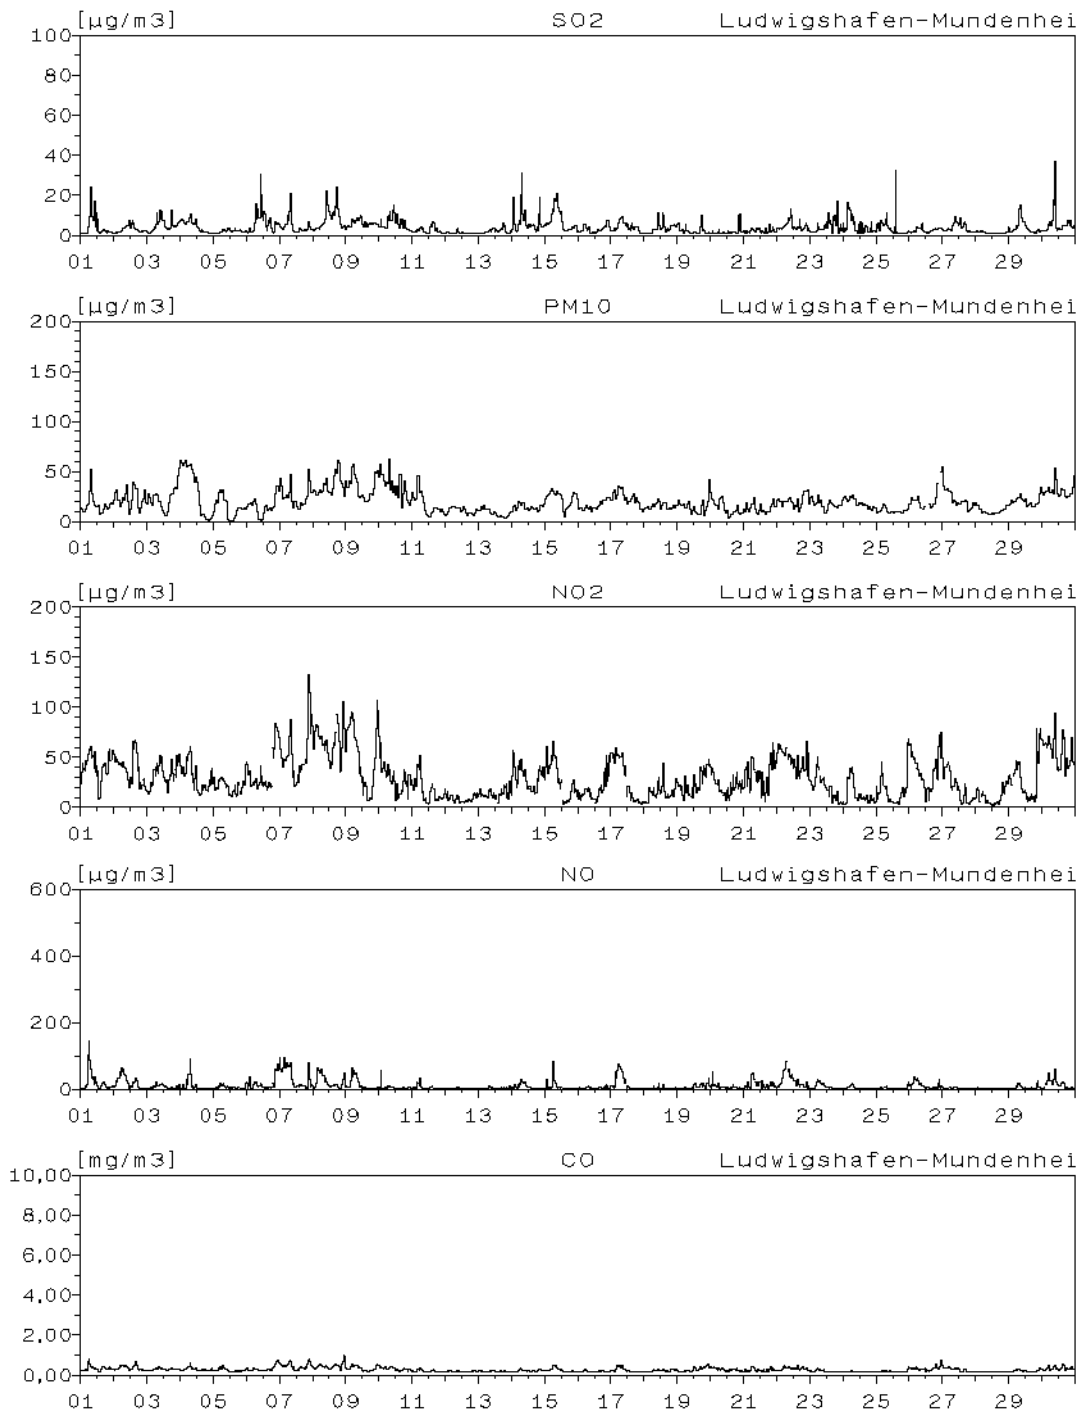 [µg/m3] SO2 Ludwigshafen-Mundenhei
100
80
60
40
20
0
01 03 05 07 09 11 13 15 17 19 21 23 25 27 29
[µg/m3] PM10 Ludwigshafen-Mundenhei
200
150
100
50
0
01 03 05 07 09 11 13 15 17 19 21 23 25 27 29
[µg/m3] NO2 Ludwigshafen-Mundenhei
200
150
100
50
0
01 03 05 07 09 11 13 15 17 19 21 23 25 27 29
[µg/m3] NO Ludwigshafen-Mundenhei
600
400
200
0
01 03 05 07 09 11 13 15 17 19 21 23 25 27 29
[mg/m3] CO Ludwigshafen-Mundenhei
10,00
8,00
6,00
4,00
2,00
0,00
01 03 05 07 09 11 13 15 17 19 21 23 25 27 29